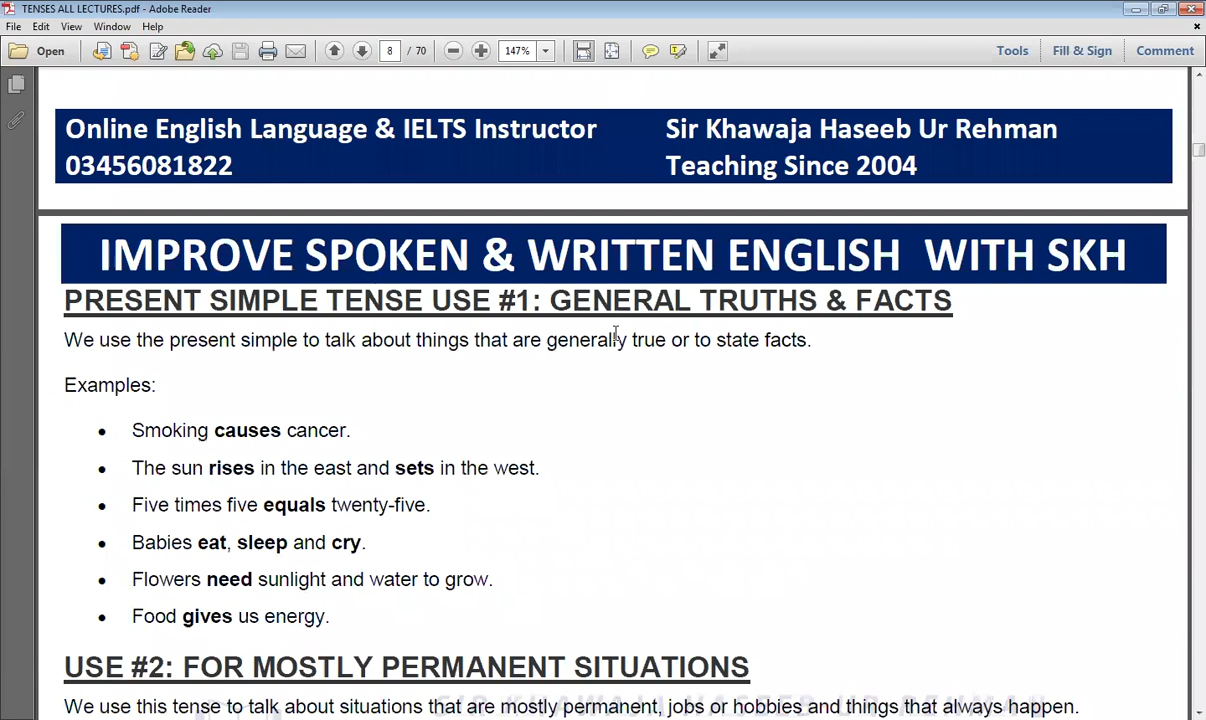 TENSES ALL LECTURES.pdf - Adobe Reader
File Edit View Window Help
Open 8 / 70 147% Tools Fill & Sign Comment
Online English Language & IELTS Instructor Sir Khawaja Haseeb Ur Rehman
03456081822 Teaching Since 2004
IMPROVE SPOKEN & WRITTEN ENGLISH WITH SKH
PRESENT SIMPLE TENSE USE #1: GENERAL TRUTHS & FACTS
We use the present simple to talk about things that are generally true or to state facts.
Examples:
• Smoking causes cancer.
• The sun rises in the east and sets in the west.
• Five times five equals twenty-five.
• Babies eat, sleep and cry.
• Flowers need sunlight and water to grow.
• Food gives us energy.
USE #2: FOR MOSTLY PERMANENT SITUATIONS
SIR KHAWAJA HASEEB UR REHMAN
We use this tense to talk about situations that are mostly permanent, jobs or hobbies and things that always happen.